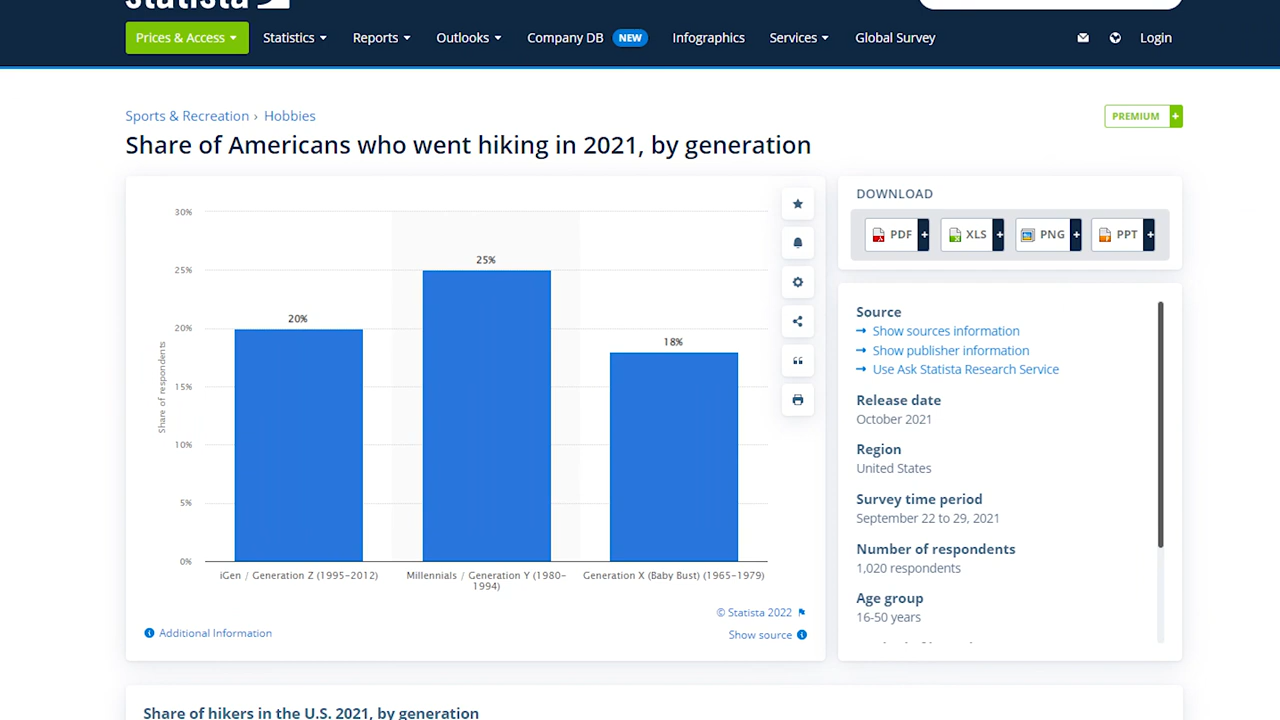 statista
Prices & Access Statistics Reports Outlooks Company DB NEW Infographics Services Global Survey Login
Sports & Recreation › Hobbies
PREMIUM +
Share of Americans who went hiking in 2021, by generation
DOWNLOAD
PDF + XLS + PNG + PPT +
30%
25%
20%
15%
10%
5%
0%
Share of respondents
20%
25%
18%
iGen / Generation Z (1995–2012)
Millennials / Generation Y (1980–
1994)
Generation X (Baby Bust) (1965–1979)
© Statista 2022
Additional Information
Show source
Source
→ Show sources information
→ Show publisher information
→ Use Ask Statista Research Service
Release date
October 2021
Region
United States
Survey time period
September 22 to 29, 2021
Number of respondents
1,020 respondents
Age group
16-50 years
Share of hikers in the U.S. 2021, by generation